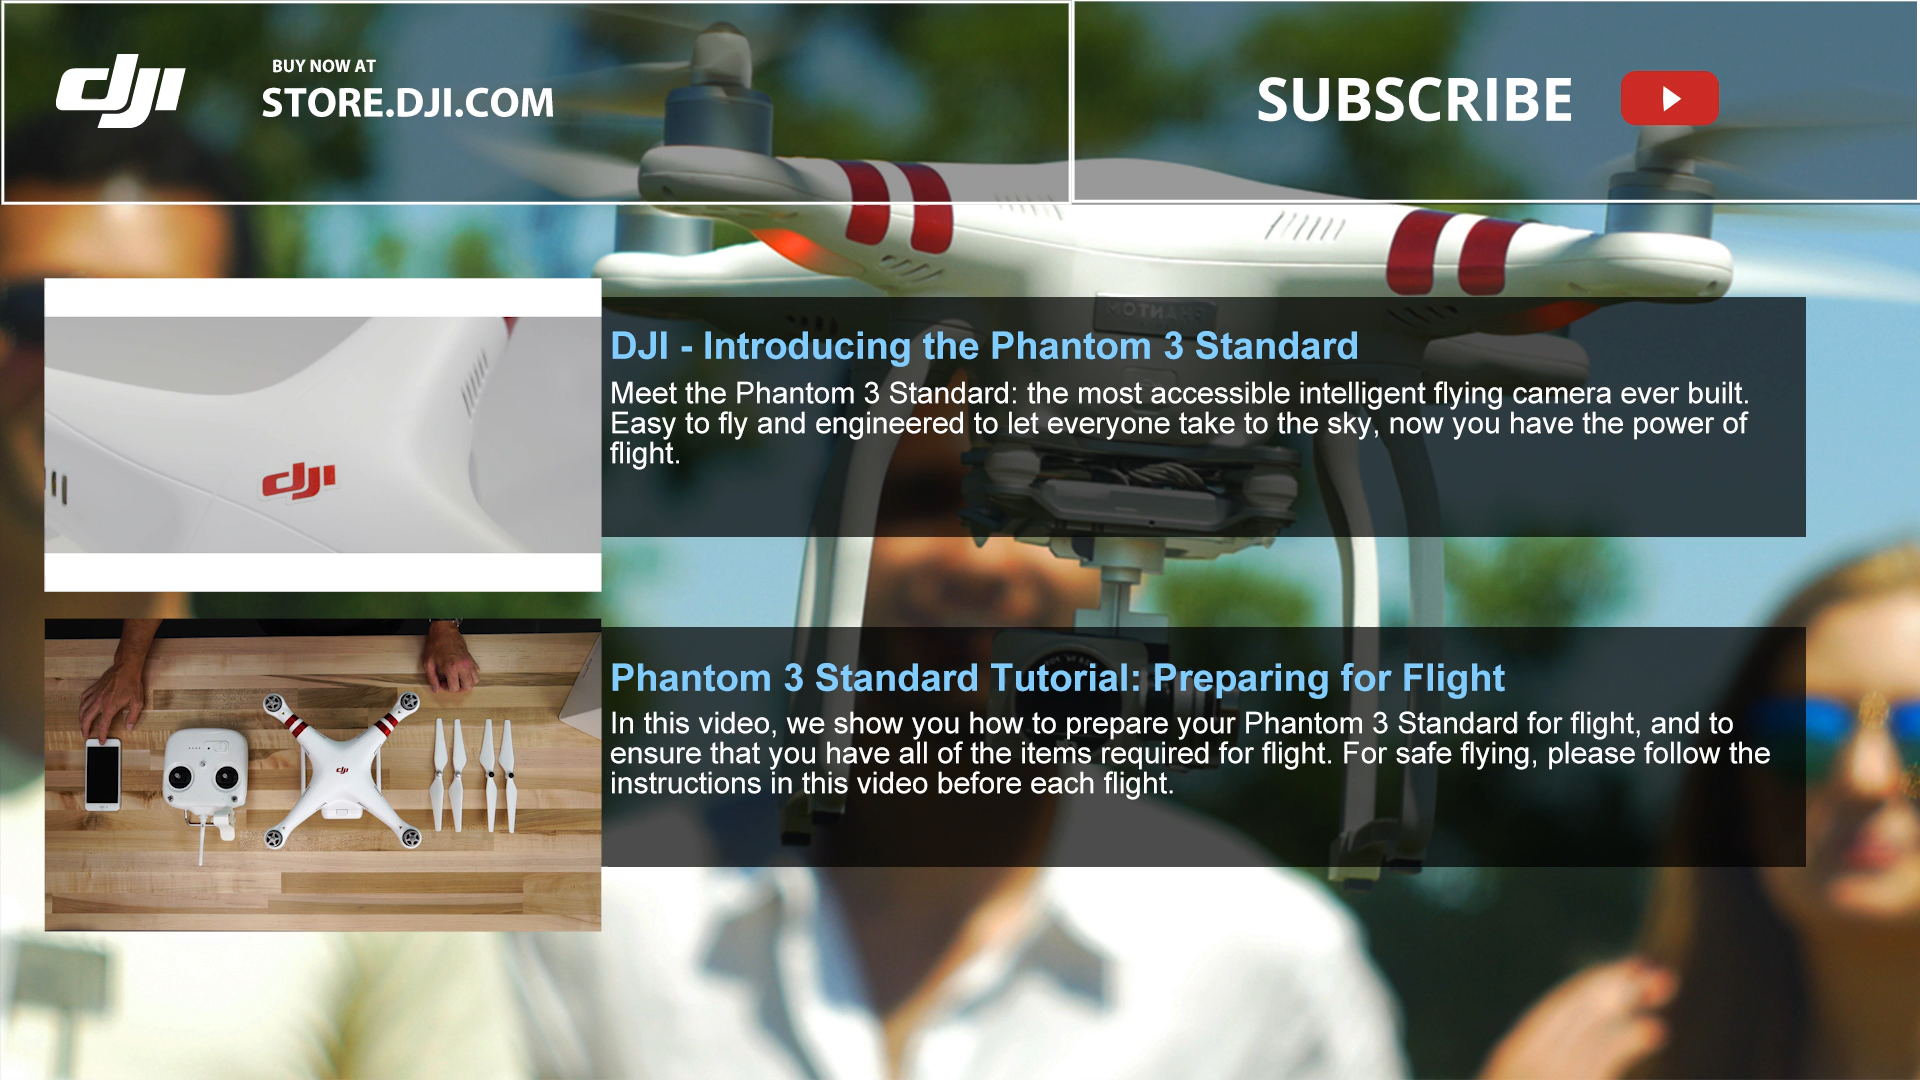 dji
BUY NOW AT
STORE.DJI.COM
SUBSCRIBE
PHANTOM
DJI - Introducing the Phantom 3 Standard
Meet the Phantom 3 Standard: the most accessible intelligent flying camera ever built.
Easy to fly and engineered to let everyone take to the sky, now you have the power of
flight.
dji
Phantom 3 Standard Tutorial: Preparing for Flight
In this video, we show you how to prepare your Phantom 3 Standard for flight, and to
ensure that you have all of the items required for flight. For safe flying, please follow the
instructions in this video before each flight.
dji